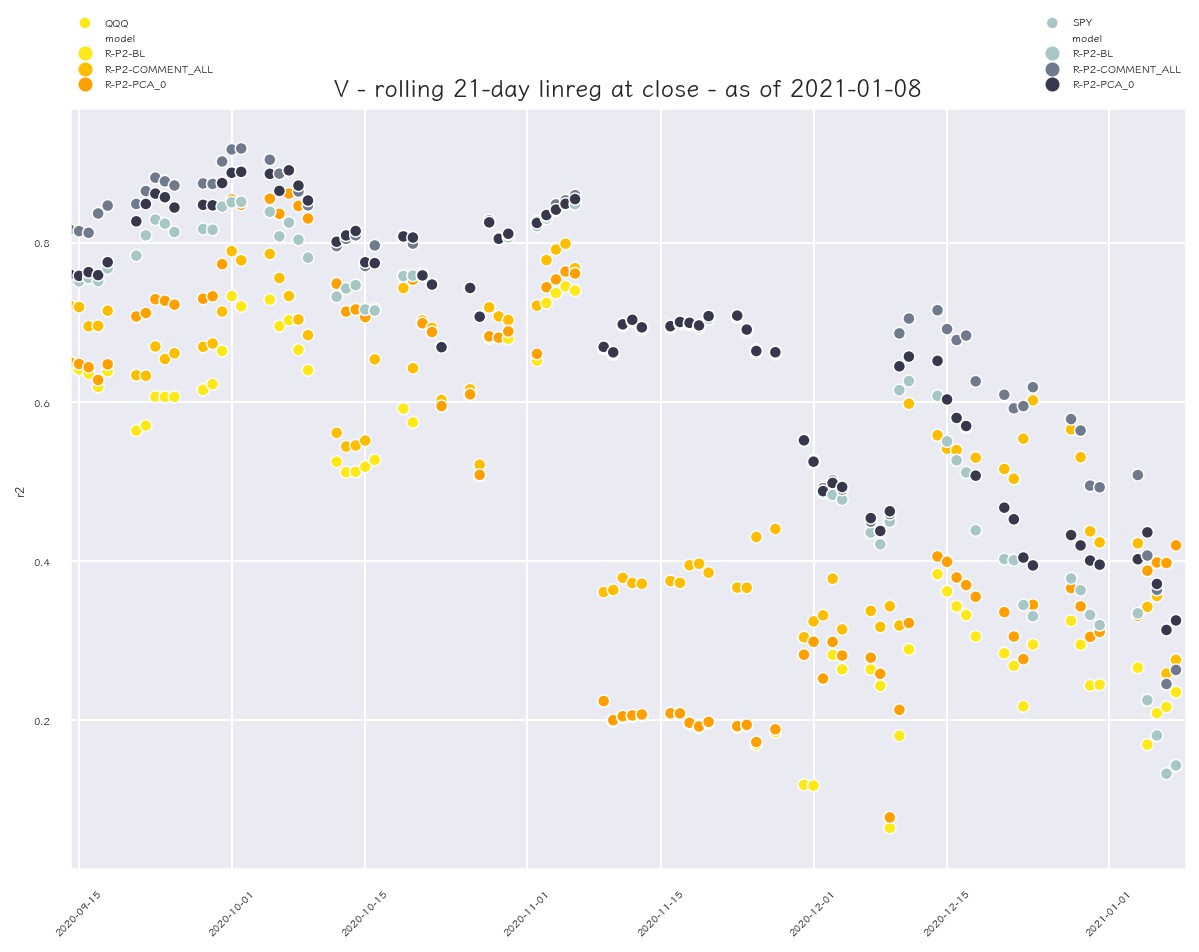 QQQ
model
R-P2-BL
R-P2-COMMENT_ALL
R-P2-PCA_0
SPY
model
R-P2-BL
R-P2-COMMENT_ALL
R-P2-PCA_0
V - rolling 21-day linreg at close - as of 2021-01-08
0.8
0.6
0.4
0.2
r2
2020-09-15
2020-10-01
2020-10-15
2020-11-01
2020-11-15
2020-12-01
2020-12-15
2021-01-01